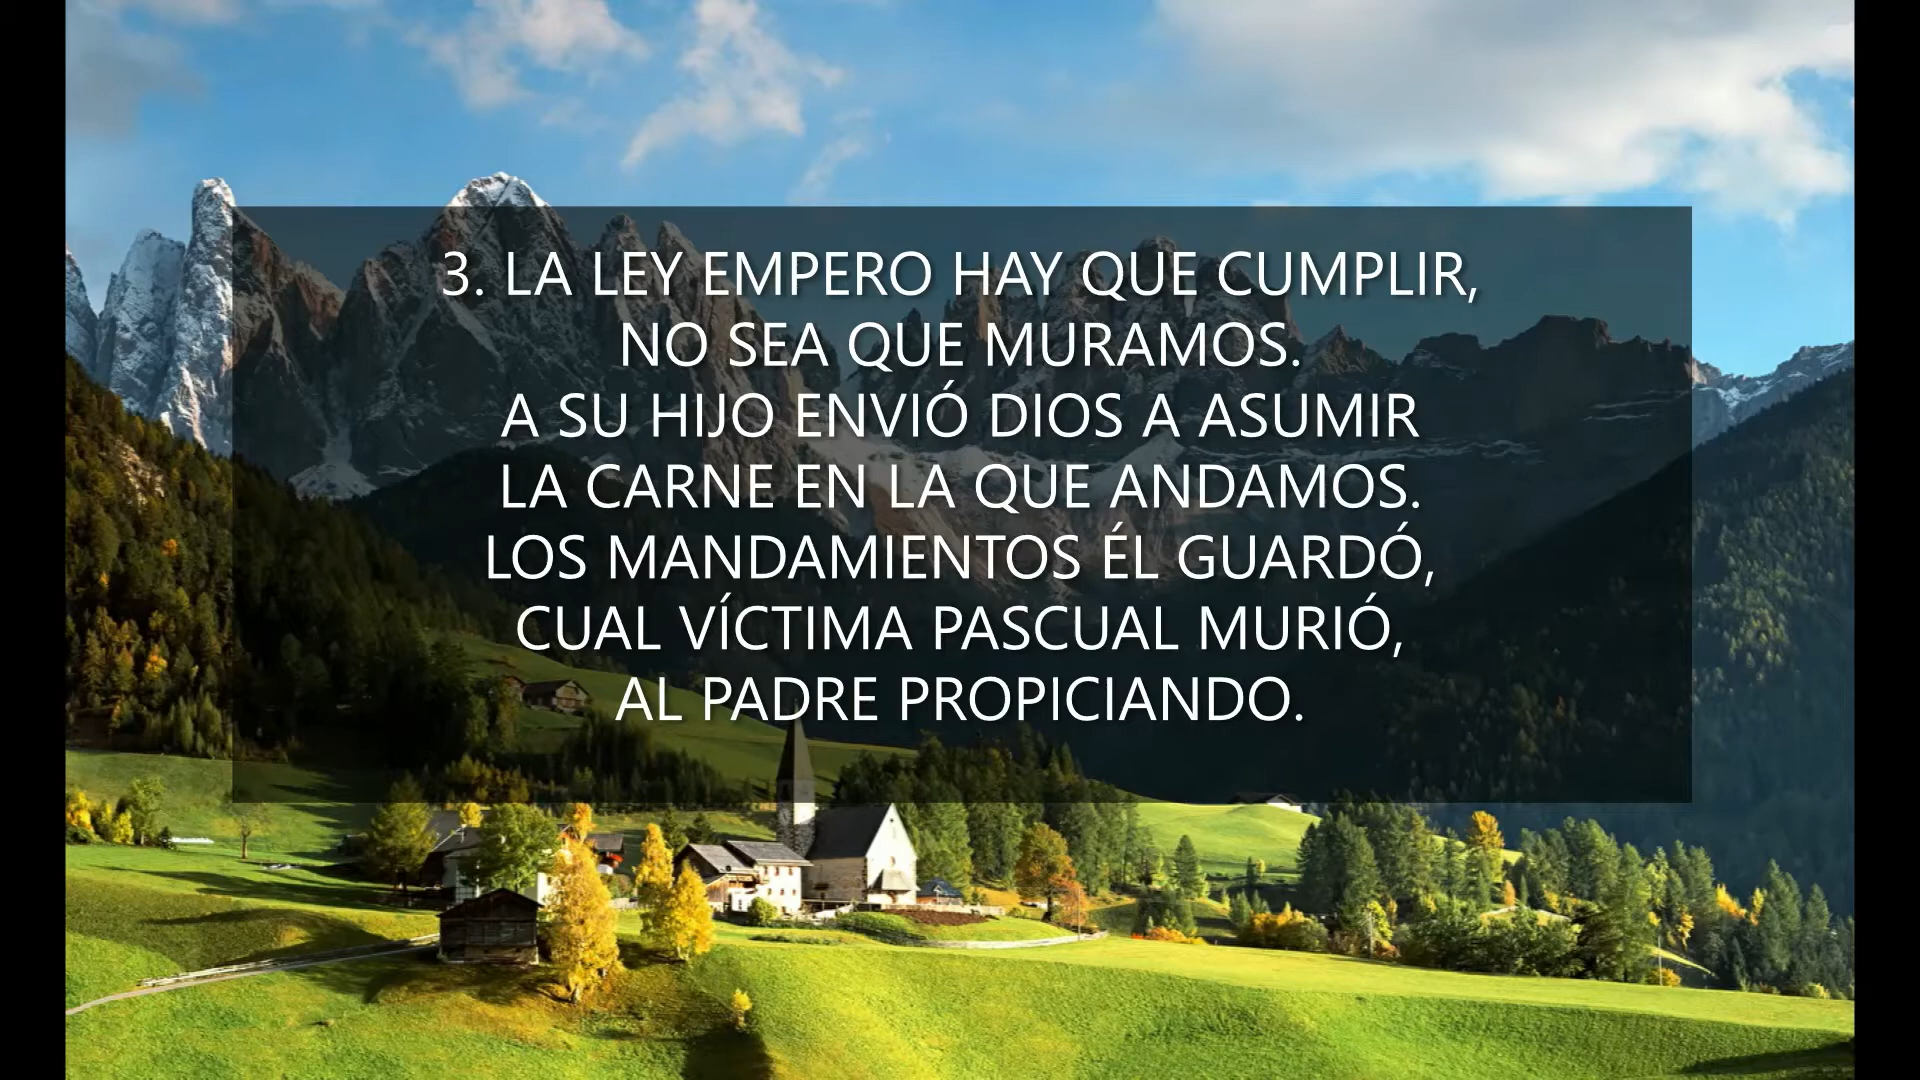 3. LA LEY EMPERO HAY QUE CUMPLIR,
NO SEA QUE MURAMOS.
A SU HIJO ENVIÓ DIOS A ASUMIR
LA CARNE EN LA QUE ANDAMOS.
LOS MANDAMIENTOS ÉL GUARDÓ,
CUAL VÍCTIMA PASCUAL MURIÓ,
AL PADRE PROPICIANDO.